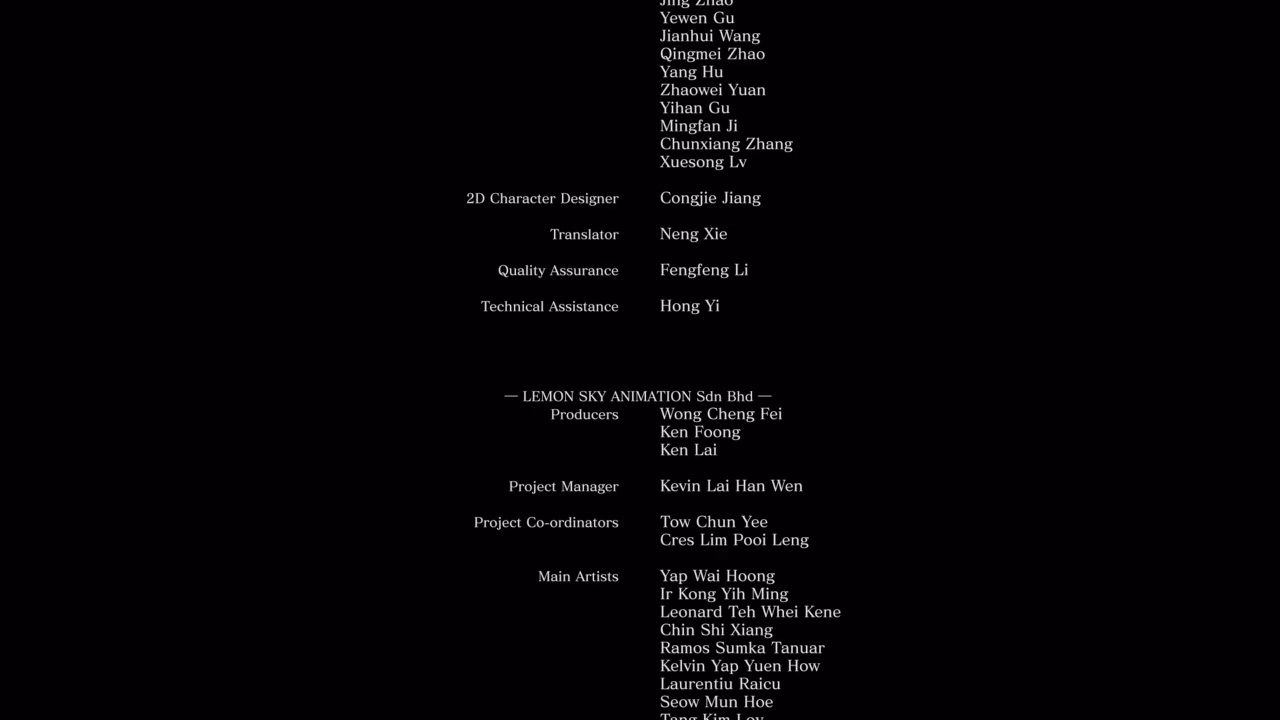 Jing Zhao
Yewen Gu
Jianhui Wang
Qingmei Zhao
Yang Hu
Zhaowei Yuan
Yihan Gu
Mingfan Ji
Chunxiang Zhang
Xuesong Lv
2D Character Designer Congjie Jiang
Translator Neng Xie
Quality Assurance Fengfeng Li
Technical Assistance Hong Yi
— LEMON SKY ANIMATION Sdn Bhd —
Producers Wong Cheng Fei
Ken Foong
Ken Lai
Project Manager Kevin Lai Han Wen
Project Co-ordinators Tow Chun Yee
Cres Lim Pooi Leng
Main Artists Yap Wai Hoong
Ir Kong Yih Ming
Leonard Teh Whei Kene
Chin Shi Xiang
Ramos Sumka Tanuar
Kelvin Yap Yuen How
Laurentiu Raicu
Seow Mun Hoe
Tang Kim